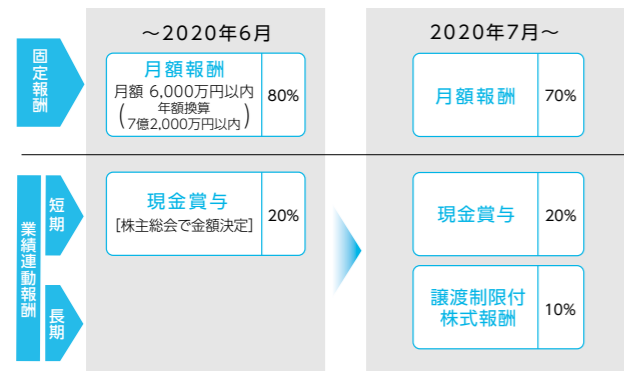 ～2020年6月
2020年7月～
固定報酬
月額報酬
月額 6,000万円以内
(年額換算
7億2,000万円以内)
80%
月額報酬
70%
業績連動報酬
短期
現金賞与
[株主総会で金額決定]
20%
現金賞与
20%
長期
譲渡制限付
株式報酬
10%